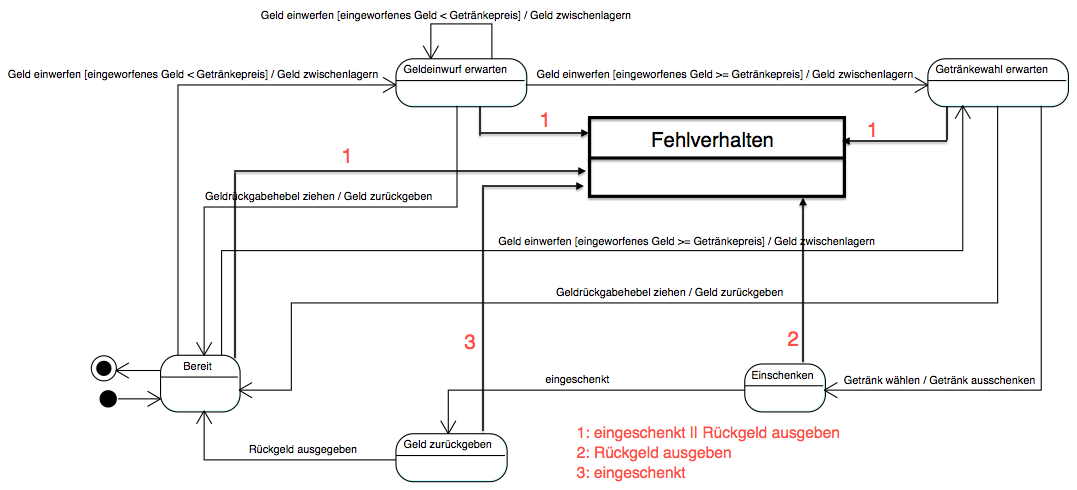 Geld einwerfen [eingeworfenes Geld < Getränkepreis] / Geld zwischenlagern
Geld einwerfen [eingeworfenes Geld < Getränkepreis] / Geld zwischenlagern
Geldeinwurf erwarten
Geld einwerfen [eingeworfenes Geld >= Getränkepreis] / Geld zwischenlagern
Getränkewahl erwarten
1
1
Fehlverhalten
1
Geldrückgabehebel ziehen / Geld zurückgeben
Geld einwerfen [eingeworfenes Geld >= Getränkepreis] / Geld zwischenlagern
Geldrückgabehebel ziehen / Geld zurückgeben
3
2
Bereit
eingeschenkt
Einschenken
Getränk wählen / Getränk ausschenken
Rückgeld ausgegeben
Geld zurückgeben
1: eingeschenkt || Rückgeld ausgeben
2: Rückgeld ausgeben
3: eingeschenkt